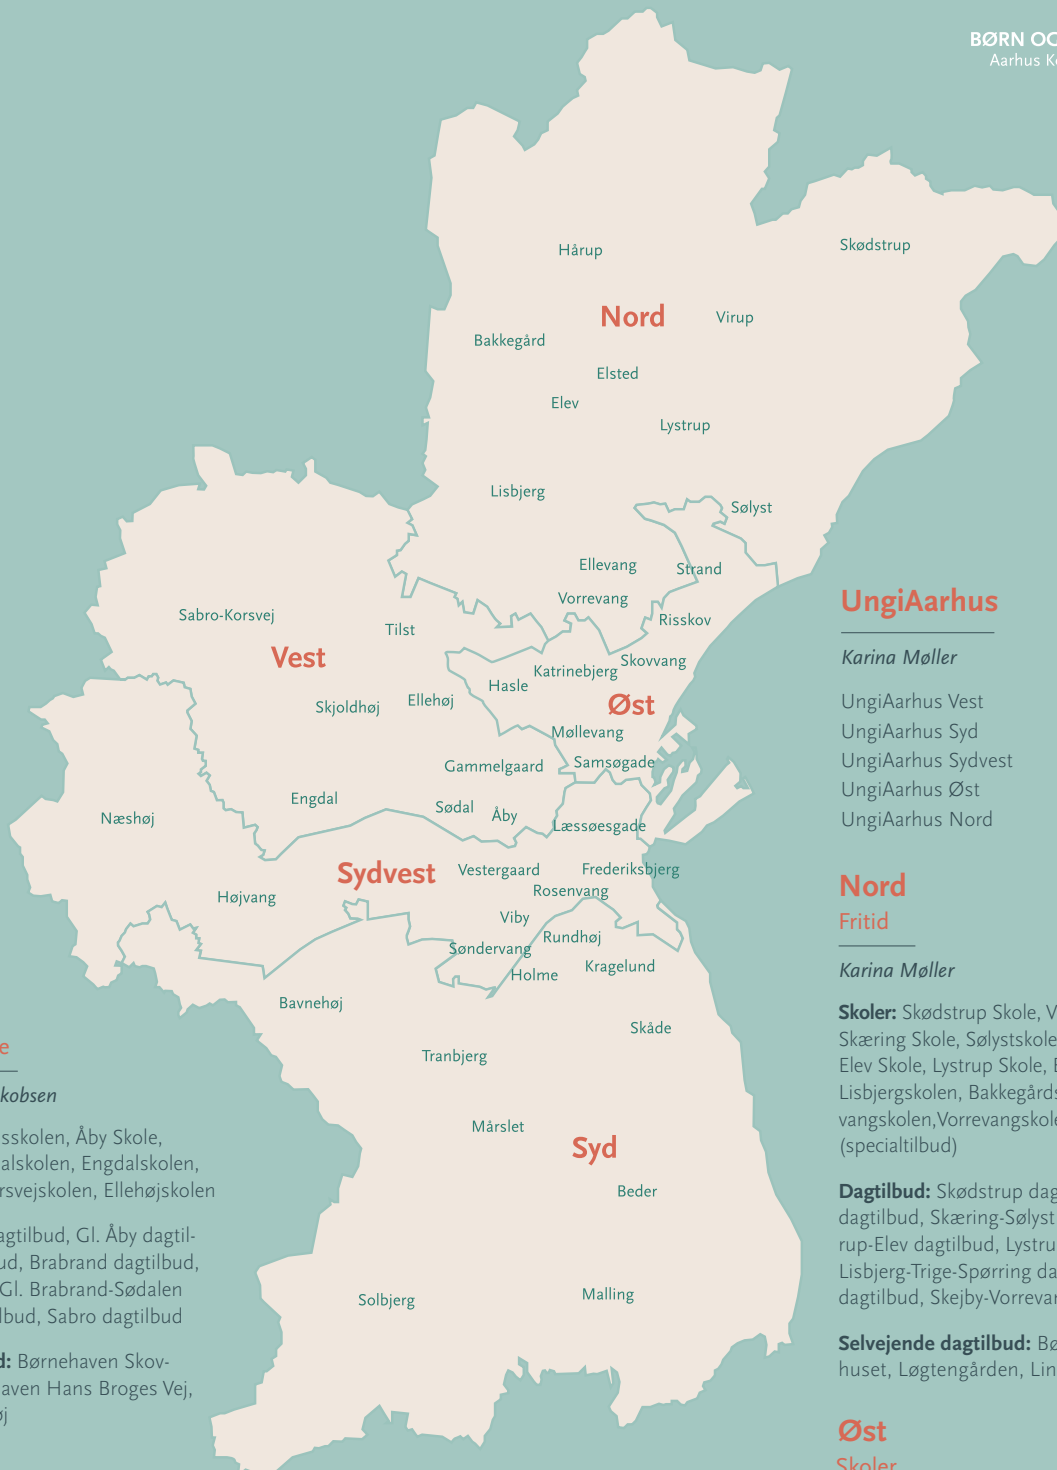 BØRN OG
Aarhus
Hårup
Skødstrup
Nord
Virup
Bakkegård
Elsted
Elev
Lystrup
Lisbjerg
Sølyst
Ellevang
Strand
Vorrevang
Risskov
Sabro-Korsvej
Tilst
Vest
Skovvang
Katrinebjerg
Hasle
Ellehøj
Skjoldhøj
Øst
Møllevang
Samsøgade
Gammelgaard
Engdal
Sødal
Åby
Næshøj
Læssøesgade
Sydvest
Vestergaard
Frederiksbjerg
Rosenvang
Højvang
Viby
Rundhøj
Søndervang
Kragelund
Holme
Bavnehøj
Skåde
Tranbjerg
Mårslet
Syd
Beder
Malling
Solbjerg
UngiAarhus
Karina Møller
UngiAarhus Vest
UngiAarhus Syd
UngiAarhus Sydvest
UngiAarhus Øst
UngiAarhus Nord
Nord
Fritid
Karina Møller
Skoler: Skødstrup Skole, V
Skæring Skole, Sølystskole
Elev Skole, Lystrup Skole,
Lisbjergskolen, Bakkegårds
vangskolen,Vorrevangskole
(specialtilbud)
Dagtilbud: Skødstrup dag
dagtilbud, Skæring-Sølyst
rup-Elev dagtilbud, Lystru
Lisbjerg-Trige-Spørring da
dagtilbud, Skejby-Vorrevan
Selvejende dagtilbud: Bø
huset, Løgtengården, Lin
Øst
Skoler
e
kobsen
sskolen, Åby Skole,
alskolen, Engdalskolen,
rsvejskolen, Ellehøjskolen
agtilbud, Gl. Åby dagtil-
ud, Brabrand dagtilbud,
Gl. Brabrand-Sødalen
lbud, Sabro dagtilbud
d: Børnehaven Skov-
aven Hans Broges Vej,
øj